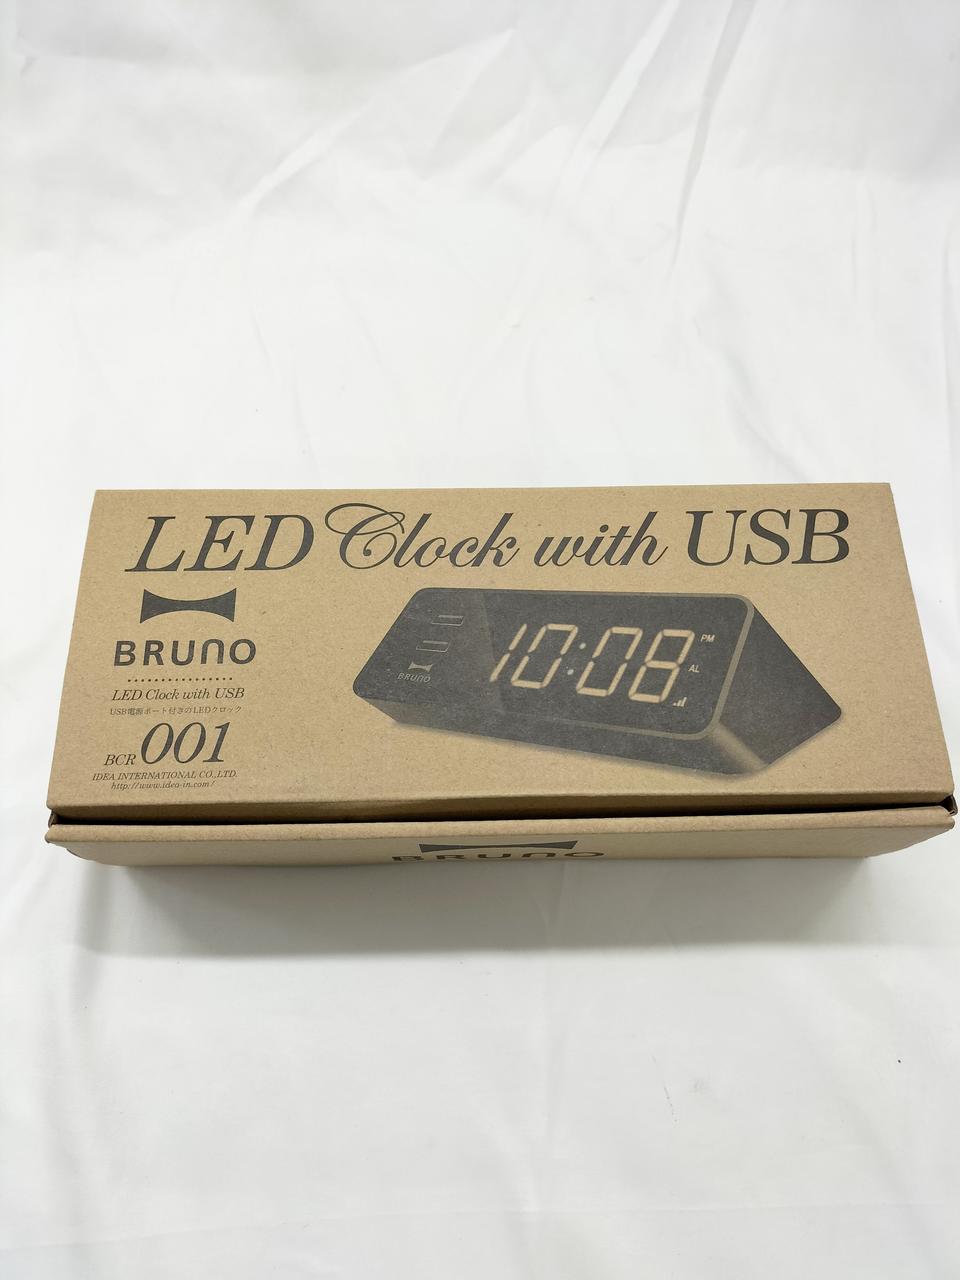 LED Clock with USB
BRUNO
LED Clock with USB
USB電源ポート付きのLEDクロック
BCR 001
IDEA INTERNATIONAL CO.,LTD.
http://www.idea-in.com/
BRUNO
10:08
PM
AL
BRUNO